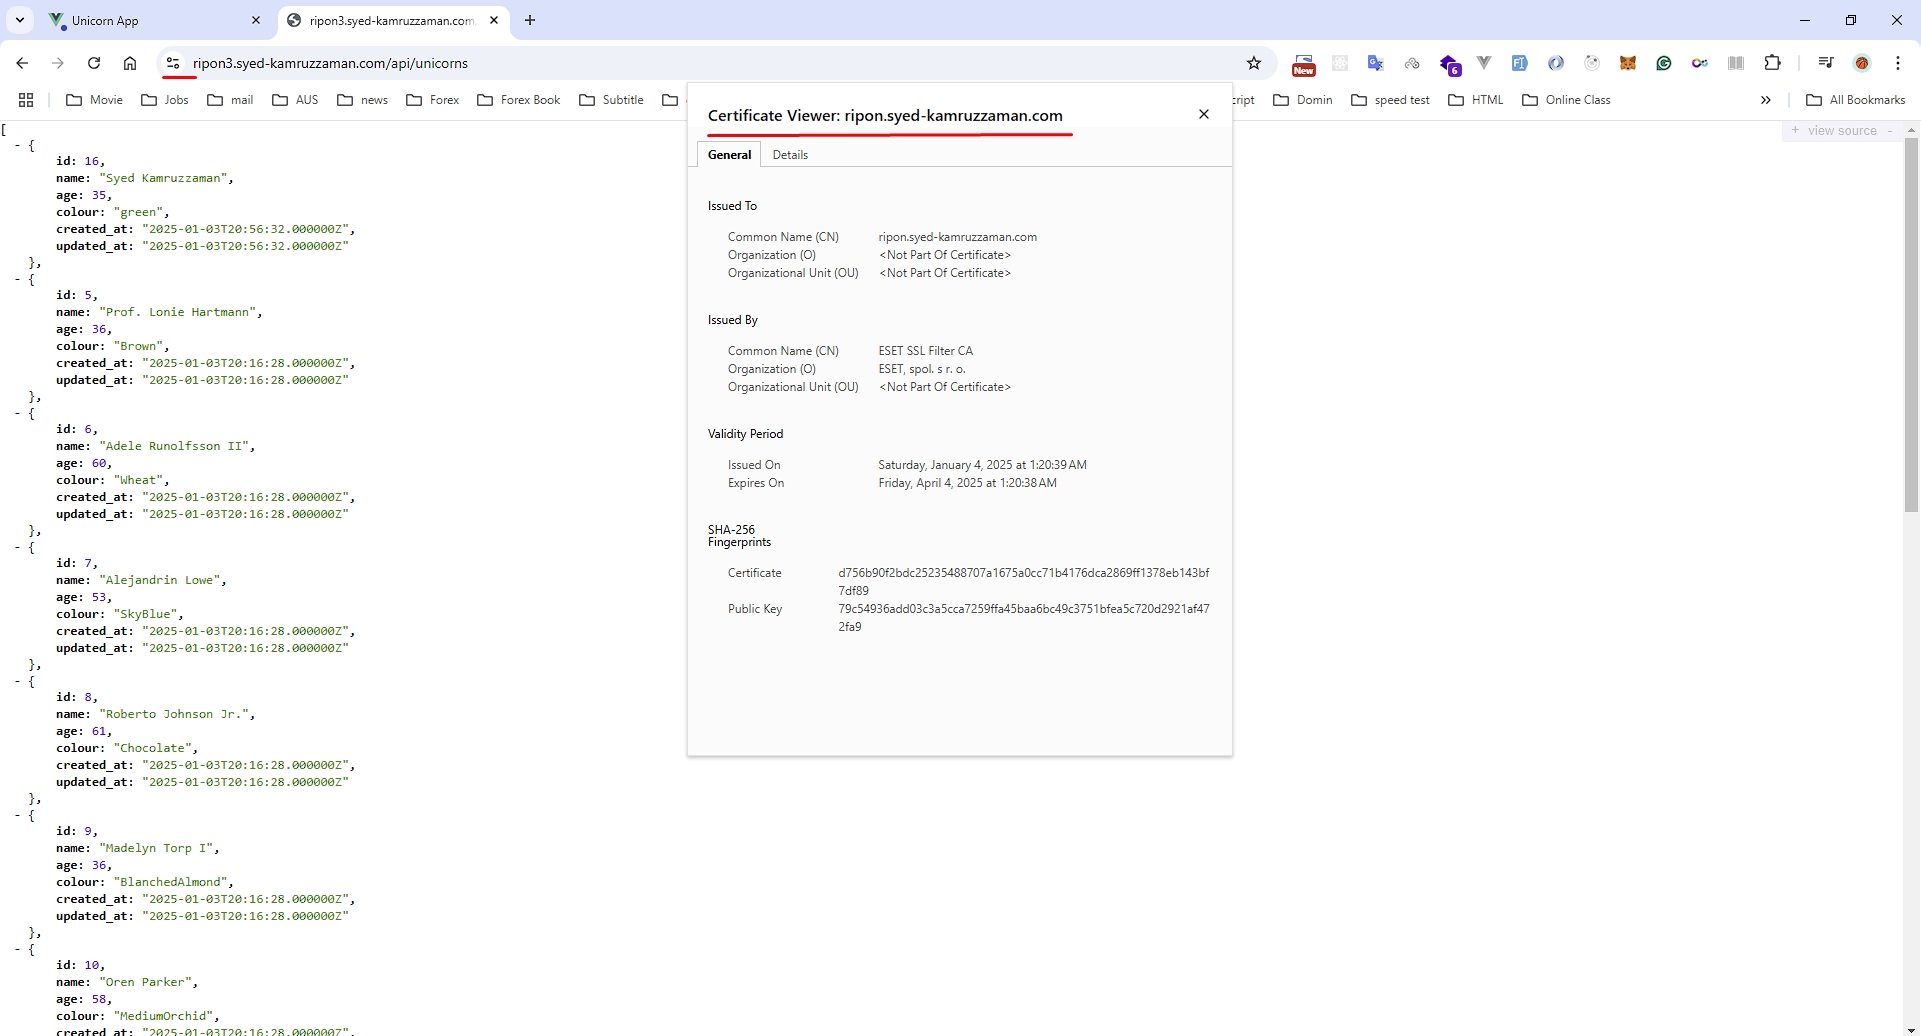 Unicorn App
ripon3.syed-kamruzzaman.com
ripon3.syed-kamruzzaman.com/api/unicorns
New
6
Movie Jobs mail AUS news Forex Forex Book Subtitle Domin speed test HTML Online Class All Bookmarks
+ view source -
[
- {
id: 16,
name: "Syed Kamruzzaman",
age: 35,
colour: "green",
created_at: "2025-01-03T20:56:32.000000Z",
updated_at: "2025-01-03T20:56:32.000000Z"
},
- {
id: 5,
name: "Prof. Lonie Hartmann",
age: 36,
colour: "Brown",
created_at: "2025-01-03T20:16:28.000000Z",
updated_at: "2025-01-03T20:16:28.000000Z"
},
- {
id: 6,
name: "Adele Runolfsson II",
age: 60,
colour: "Wheat",
created_at: "2025-01-03T20:16:28.000000Z",
updated_at: "2025-01-03T20:16:28.000000Z"
},
- {
id: 7,
name: "Alejandrin Lowe",
age: 53,
colour: "SkyBlue",
created_at: "2025-01-03T20:16:28.000000Z",
updated_at: "2025-01-03T20:16:28.000000Z"
},
- {
id: 8,
name: "Roberto Johnson Jr.",
age: 61,
colour: "Chocolate",
created_at: "2025-01-03T20:16:28.000000Z",
updated_at: "2025-01-03T20:16:28.000000Z"
},
- {
id: 9,
name: "Madelyn Torp I",
age: 36,
colour: "BlanchedAlmond",
created_at: "2025-01-03T20:16:28.000000Z",
updated_at: "2025-01-03T20:16:28.000000Z"
},
- {
id: 10,
name: "Oren Parker",
age: 58,
colour: "MediumOrchid",
created_at: "2025-01-03T20:16:28.000000Z",
Certificate Viewer: ripon.syed-kamruzzaman.com
General Details
Issued To
Common Name (CN) ripon.syed-kamruzzaman.com
Organization (O) <Not Part Of Certificate>
Organizational Unit (OU) <Not Part Of Certificate>
Issued By
Common Name (CN) ESET SSL Filter CA
Organization (O) ESET, spol. s r. o.
Organizational Unit (OU) <Not Part Of Certificate>
Validity Period
Issued On Saturday, January 4, 2025 at 1:20:39 AM
Expires On Friday, April 4, 2025 at 1:20:38 AM
SHA-256
Fingerprints
Certificate d756b90f2bdc25235488707a1675a0cc71b4176dca2869ff1378eb143bf
7df89
Public Key 79c54936add03c3a5cca7259ffa45baa6bc49c3751bfea5c720d2921af47
2fa9